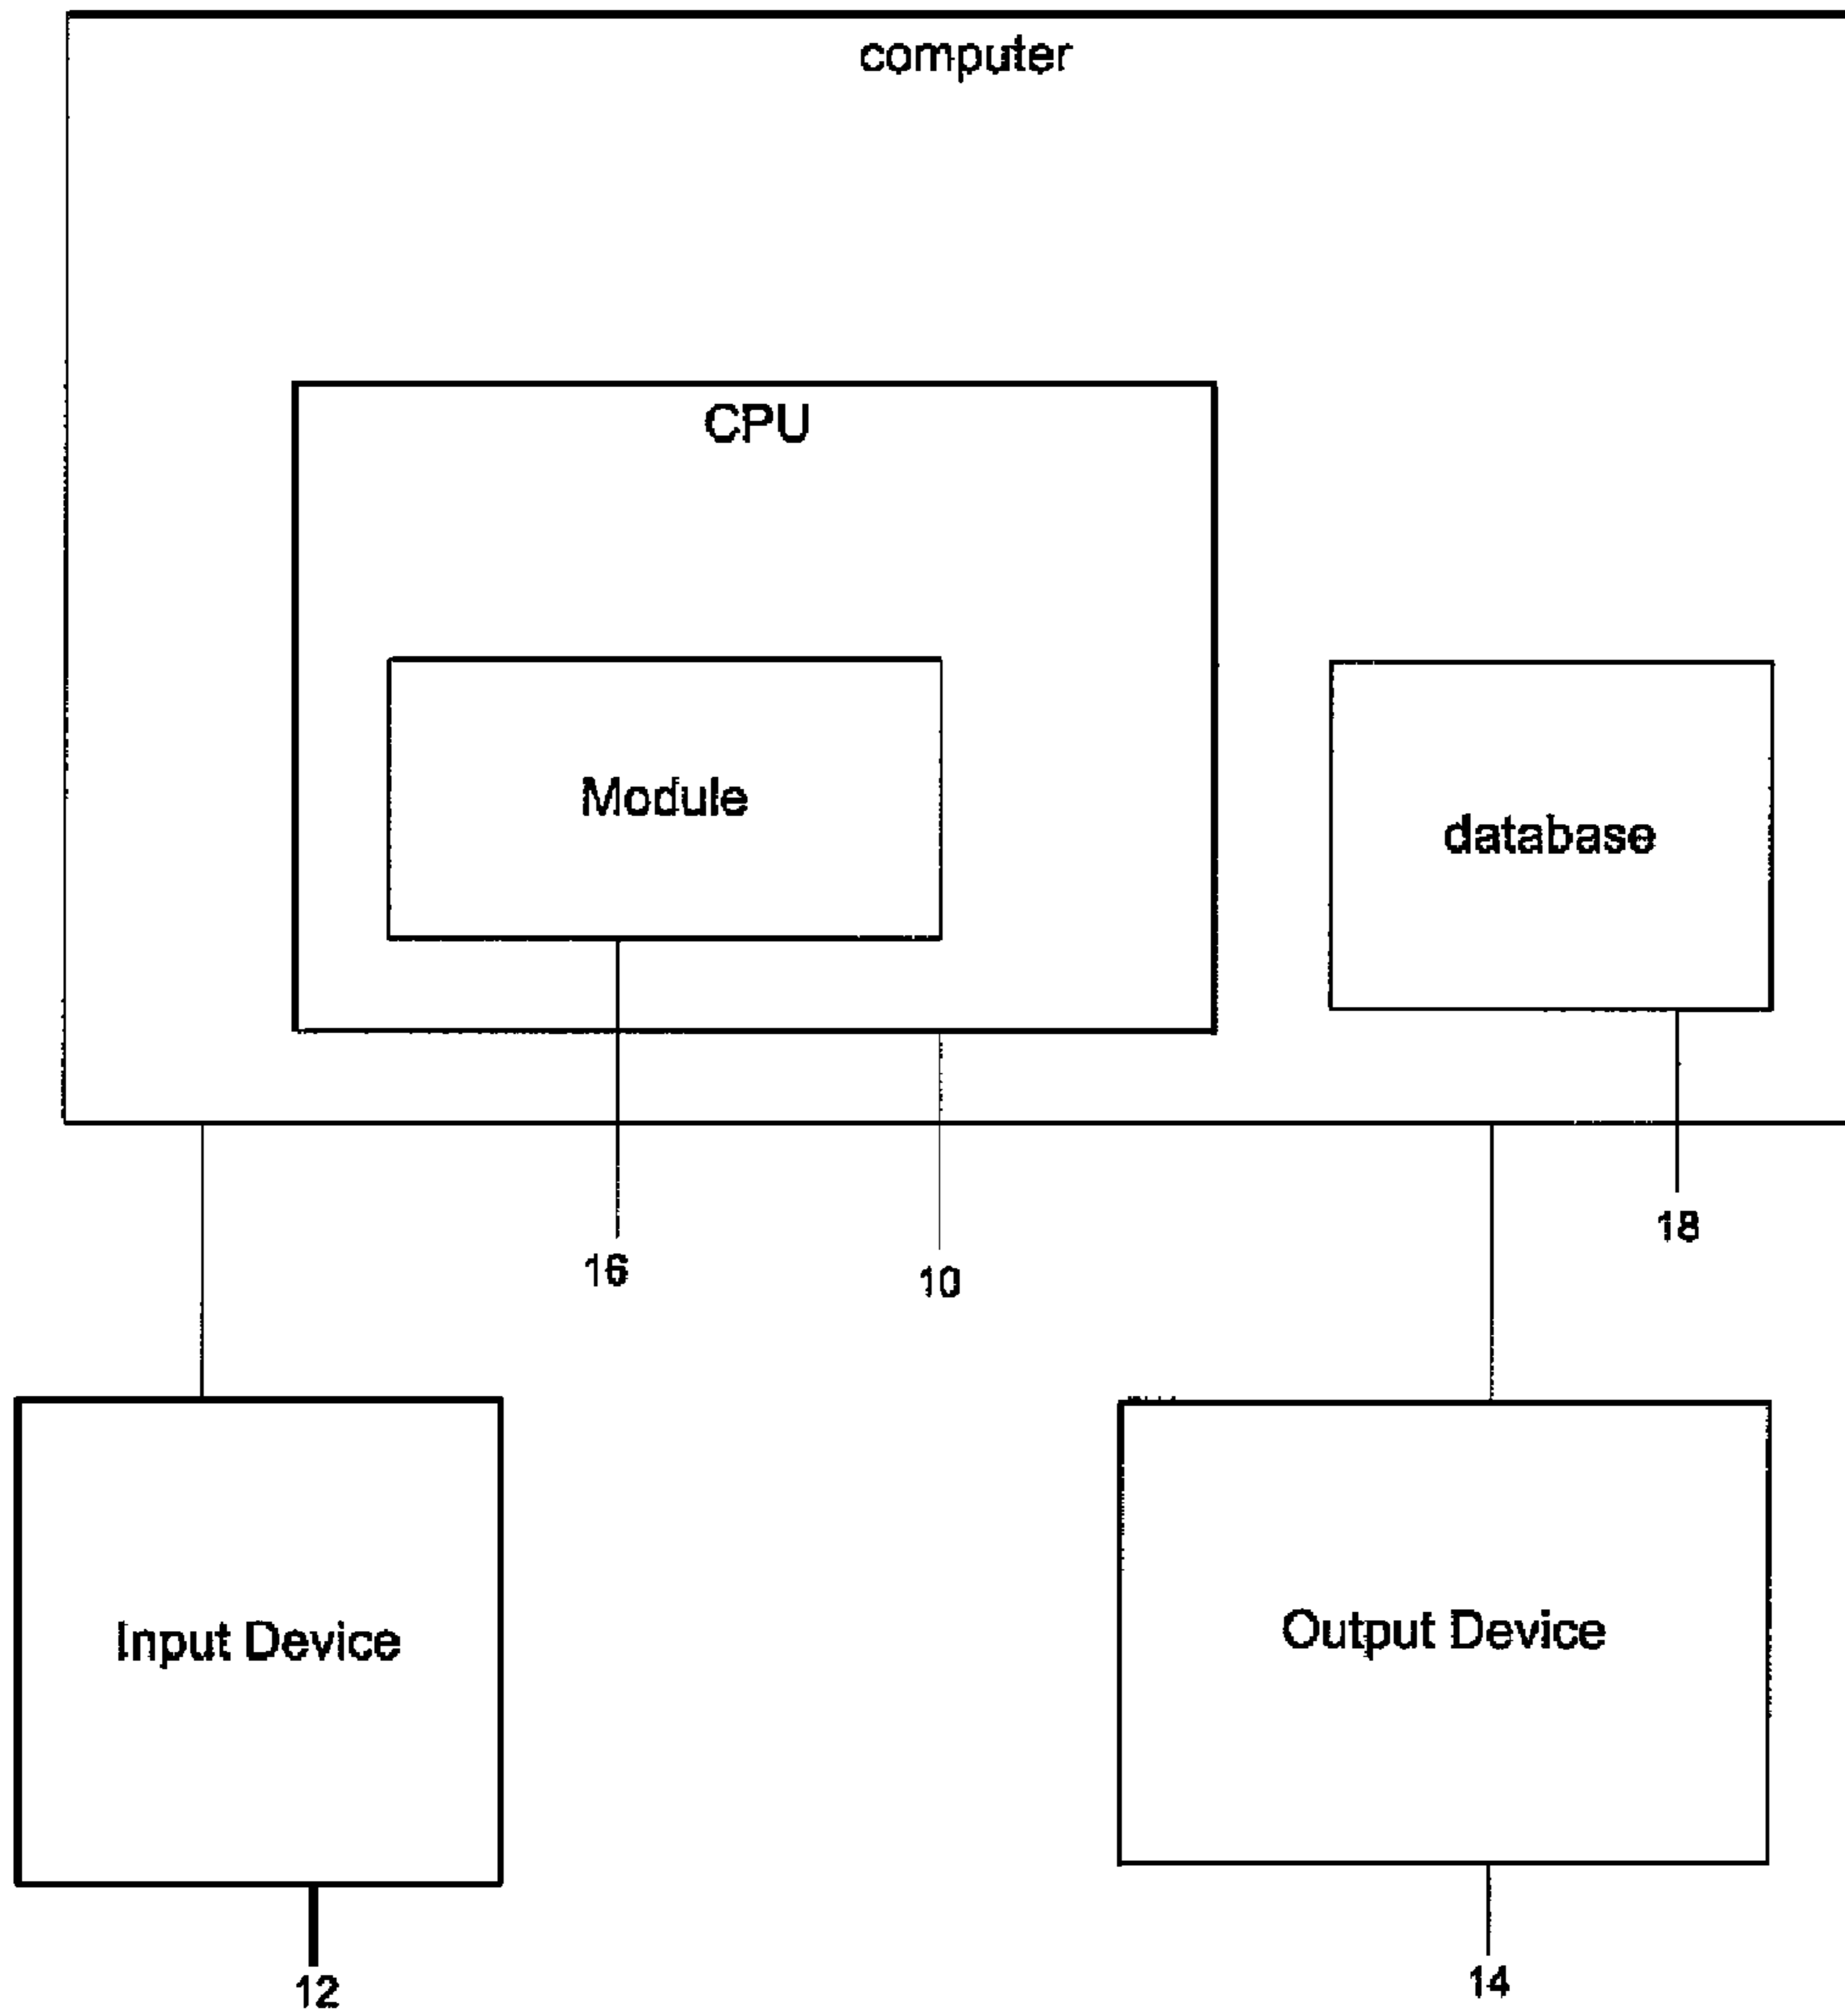 computer
CPU
Module
database
18
16
10
Input Device
Output Device
12
14